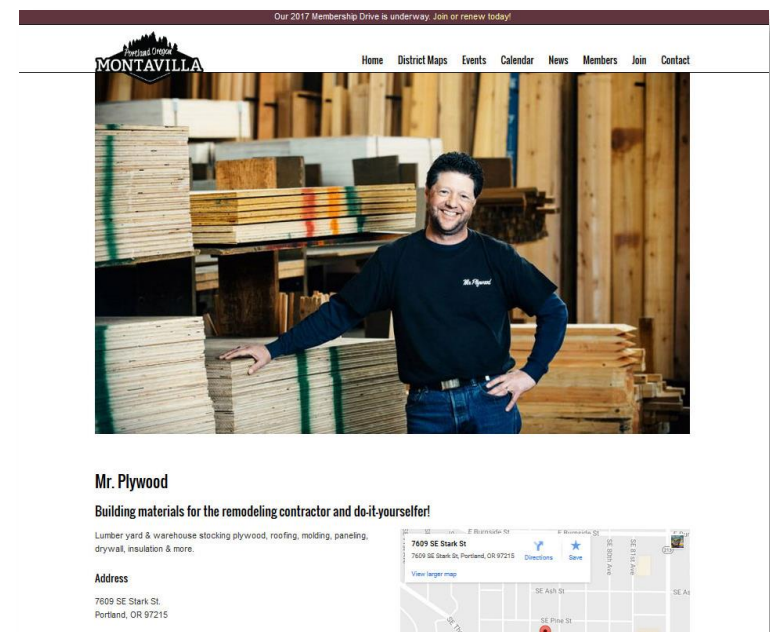 Our 2017 Membership Drive is underway. Join or renew today!
Portland Oregon
MONTAVILLA
Home District Maps Events Calendar News Members Join Contact
Mr. Plywood
Mr. Plywood
Building materials for the remodeling contractor and do-it-yourselfer!
Lumber yard & warehouse stocking plywood, roofing, molding, paneling,
drywall, insulation & more.
Address
7609 SE Stark St.
Portland, OR 97215
E Burnside St
E Burnside St
7609 SE Stark St
7609 SE Stark St, Portland, OR 97215
Directions
Save
View larger map
SE 80th Ave
SE 81st Ave
SE Ash St
SE Pine St